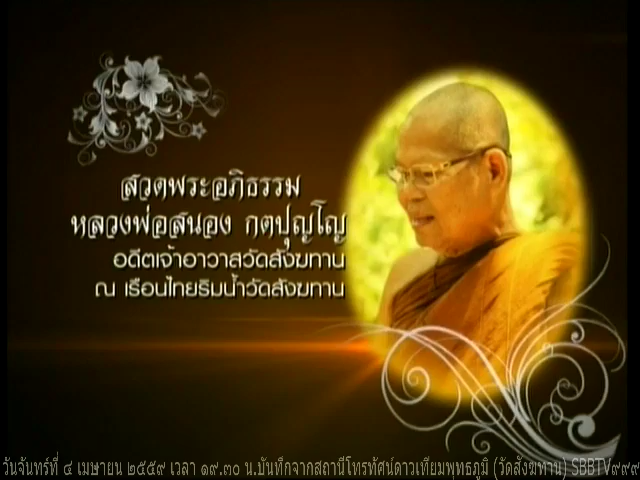 สวดพระอภิธรรม
หลวงพ่อสนอง กตปุญโญ
อดีตเจ้าอาวาสวัดสังฆทาน
ณ เรือนไทยริมน้ำวัดสังฆทาน
วันจันทร์ที่ ๔ เมษายน ๒๕๕๙ เวลา ๑๙.๓๐ น.บันทึกจากสถานีโทรทัศน์ดาวเทียมพุทธภูมิ (วัดสังฆทาน) SBBTV๙๙๙